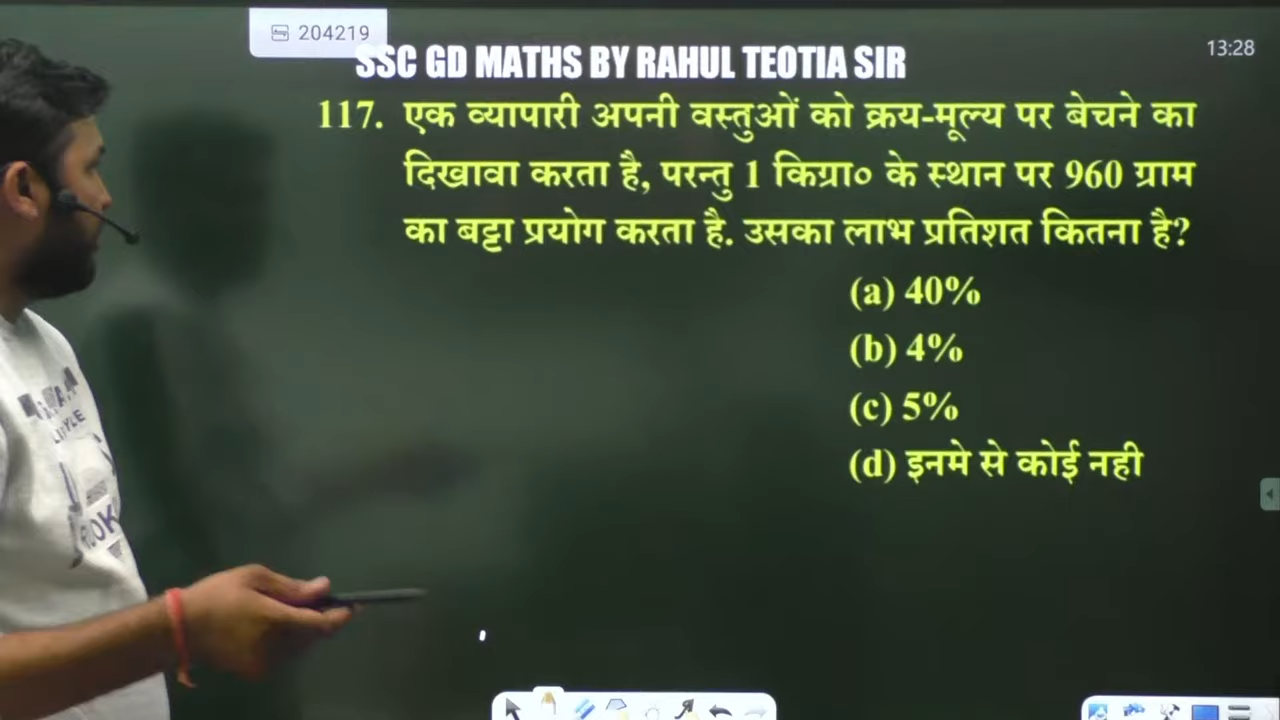 204219
SSC GD MATHS BY RAHUL TEOTIA SIR
13:28
117. एक व्यापारी अपनी वस्तुओं को क्रय-मूल्य पर बेचने का
दिखावा करता है, परन्तु 1 किग्रा० के स्थान पर 960 ग्राम
का बट्टा प्रयोग करता है. उसका लाभ प्रतिशत कितना है?
(a) 40%
(b) 4%
(c) 5%
(d) इनमे से कोई नही